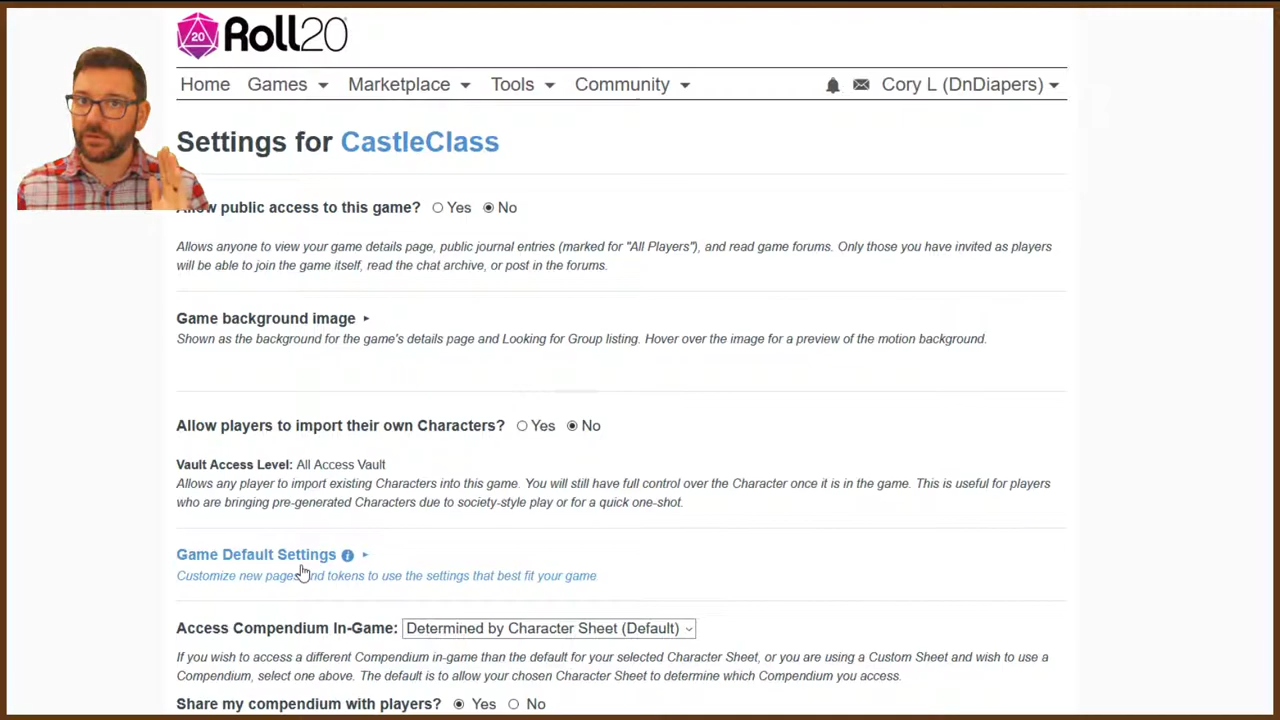 20 Roll20
Home Games Marketplace Tools Community Cory L (DnDiapers)
Settings for CastleClass
public access to this game? Yes No
Allows anyone to view your game details page, public journal entries (marked for "All Players"), and read game forums. Only those you have invited as players
will be able to join the game itself, read the chat archive, or post in the forums.
Game background image
Shown as the background for the game's details page and Looking for Group listing. Hover over the image for a preview of the motion background.
Allow players to import their own Characters? Yes No
Vault Access Level: All Access Vault
Allows any player to import existing Characters into this game. You will still have full control over the Character once it is in the game. This is useful for players
who are bringing pre-generated Characters due to society-style play or for a quick one-shot.
Game Default Settings i
Customize new pages and tokens to use the settings that best fit your game
Access Compendium In-Game: Determined by Character Sheet (Default)
If you wish to access a different Compendium in-game than the default for your selected Character Sheet, or you are using a Custom Sheet and wish to use a
Compendium, select one above. The default is to allow your chosen Character Sheet to determine which Compendium you access.
Share my compendium with players? Yes No